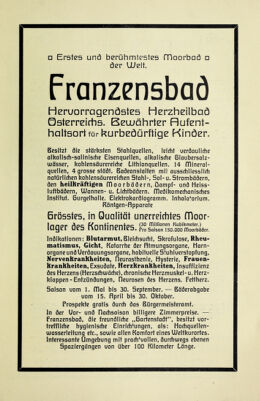 ¤ Erstes und berühmtestes Moorbad ¤
der Welt.
Franzensbad
Hervorragendstes Herzheilbad
Österreichs. Bewährter Aufent-
haltsort für kurbedürftige Kinder.
Besitzt die stärksten Stahlquellen, leicht verdauliche
alkalisch-salinische Eisenquellen, alkalische Glaubersalz-
wässer, kohlensäurereiche Lithionquellen. 14 Mineral-
quellen, 4 grosse städt. Badeanstalten mit ausschliesslich
natürlichen kohlensäurereichen Stahl-, Sol- u. Strombädern,
den heilkräftigen Moorbädern, Dampf- und Heiss-
luftbädern, Wannen- u. Lichtbädern. Medikomechanisches
Institut. Gurgelhalle. Elektrokardiogramm. Inhalatorium.
Röntgen-Apparate
Grösstes, in Qualität unerreichtes Moor-
lager des Kontinentes. (30 Millionen Kubikmeter)
Pro Saison 150.000 Moorbäder.
Indikationen: Blutarmut, Bleichsucht, Skrofulose, Rheu-
matismus, Gicht, Katarrhe der Atmungsorgane, Harn-
organe und Verdauungsorgane, habituelle Stuhlverstopfung,
Nervenkrankheiten, Neurasthenie, Hysterie, Frauen-
Krankheiten, Exsudate, Herzkrankheiten, Insuffizienz
des Herzens (Herzschwäche), chronische Herzmuskel- u. Herz-
klappen-Entzündungen, Neurosen des Herzens, Fettherz.
Saison vom 1. Mai bis 30. September. — Bäderabgabe
vom 15. April bis 30. Oktober.
Prospekte gratis durch das Bürgermeisteramt.
In der Vor- und Nachsaison billigere Zimmerpreise. —
Franzensbad, die freundliche „Gartenstadt", besitzt vor-
treffliche hygienische Einrichtungen, als: Hochquellen-
wasserleitung etc., sowie allen Komfort eines Weltkurortes.
Interessante Umgebung mit prachtvollen, durchwegs ebenen
Spaziergängen von über 100 Kilometer Länge.